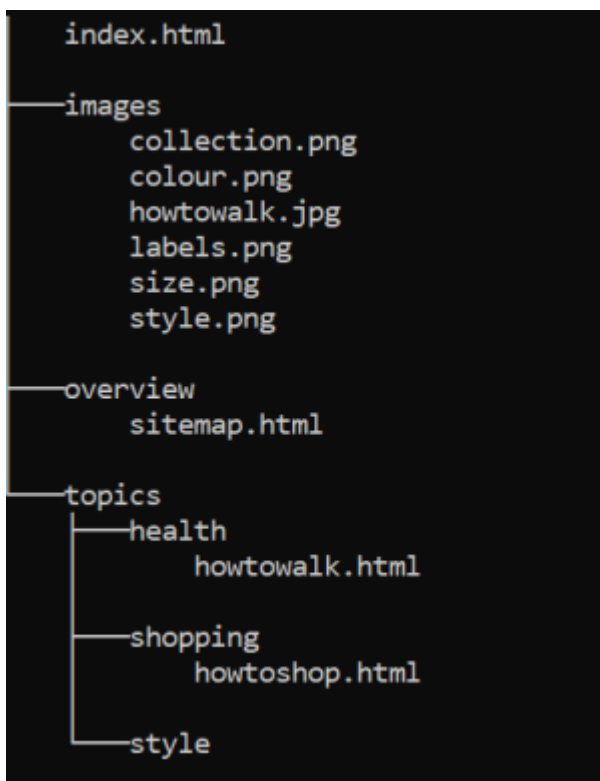 index.html
images
collection.png
colour.png
howtowalk.jpg
labels.png
size.png
style.png
overview
sitemap.html
topics
health
howtowalk.html
shopping
howtoshop.html
style